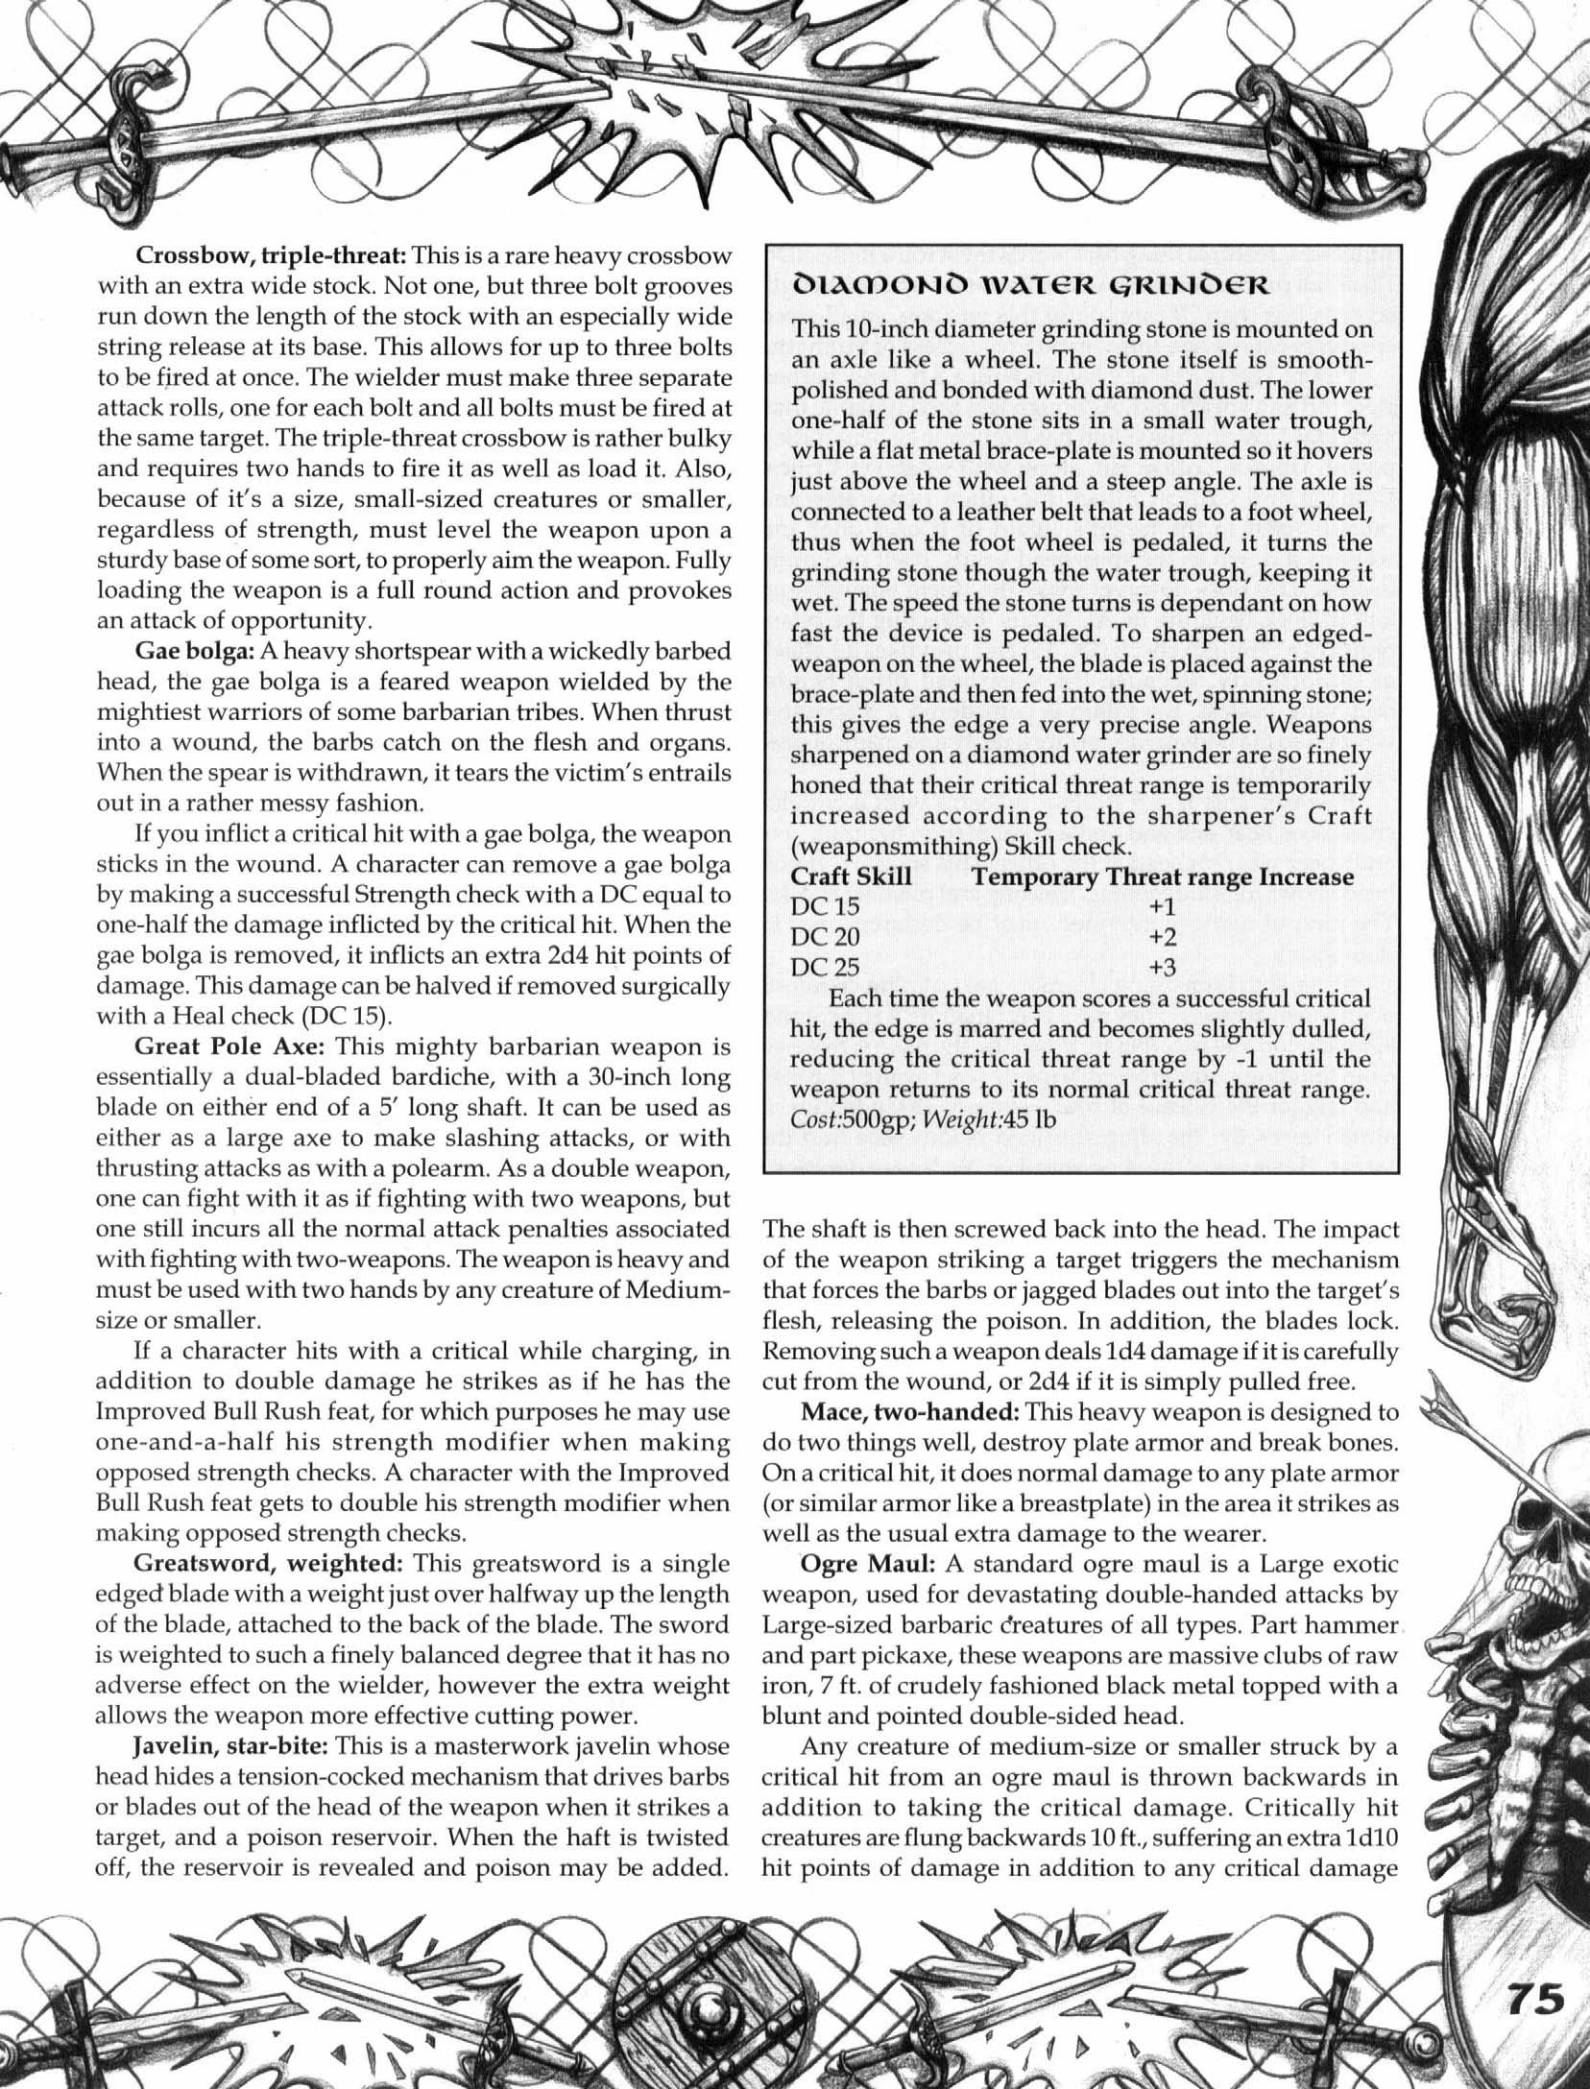 Crossbow, triple-threat: This is a rare heavy crossbow
with an extra wide stock. Not one, but three bolt grooves
run down the length of the stock with an especially wide
string release at its base. This allows for up to three bolts
to be fired at once. The wielder must make three separate
attack rolls, one for each bolt and all bolts must be fired at
the same target. The triple-threat crossbow is rather bulky
and requires two hands to fire it as well as load it. Also,
because of it's a size, small-sized creatures or smaller,
regardless of strength, must level the weapon upon a
sturdy base of some sort, to properly aim the weapon. Fully
loading the weapon is a full round action and provokes
an attack of opportunity.
Gae bolga: A heavy shortspear with a wickedly barbed
head, the gae bolga is a feared weapon wielded by the
mightiest warriors of some barbarian tribes. When thrust
into a wound, the barbs catch on the flesh and organs.
When the spear is withdrawn, it tears the victim's entrails
out in a rather messy fashion.
If you inflict a critical hit with a gae bolga, the weapon
sticks in the wound. A character can remove a gae bolga
by making a successful Strength check with a DC equal to
one-half the damage inflicted by the critical hit. When the
gae bolga is removed, it inflicts an extra 2d4 hit points of
damage. This damage can be halved if removed surgically
with a Heal check (DC 15).
Great Pole Axe: This mighty barbarian weapon is
essentially a dual-bladed bardiche, with a 30-inch long
blade on either end of a 5' long shaft. It can be used as
either as a large axe to make slashing attacks, or with
thrusting attacks as with a polearm. As a double weapon,
one can fight with it as if fighting with two weapons, but
one still incurs all the normal attack penalties associated
with fighting with two-weapons. The weapon is heavy and
must be used with two hands by any creature of Medium-
size or smaller.
If a character hits with a critical while charging, in
addition to double damage he strikes as if he has the
Improved Bull Rush feat, for which purposes he may use
one-and-a-half his strength modifier when making
opposed strength checks. A character with the Improved
Bull Rush feat gets to double his strength modifier when
making opposed strength checks.
Greatsword, weighted: This greatsword is a single
edged blade with a weight just over halfway up the length
of the blade, attached to the back of the blade. The sword
is weighted to such a finely balanced degree that it has no
adverse effect on the wielder, however the extra weight
allows the weapon more effective cutting power.
Javelin, star-bite: This is a masterwork javelin whose
head hides a tension-cocked mechanism that drives barbs
or blades out of the head of the weapon when it strikes a
target, and a poison reservoir. When the haft is twisted
off, the reservoir is revealed and poison may be added.
DIAMOND WATER GRINDER
This 10-inch diameter grinding stone is mounted on
an axle like a wheel. The stone itself is smooth-
polished and bonded with diamond dust. The lower
one-half of the stone sits in a small water trough,
while a flat metal brace-plate is mounted so it hovers
just above the wheel and a steep angle. The axle is
connected to a leather belt that leads to a foot wheel,
thus when the foot wheel is pedaled, it turns the
grinding stone though the water trough, keeping it
wet. The speed the stone turns is dependant on how
fast the device is pedaled. To sharpen an edged-
weapon on the wheel, the blade is placed against the
brace-plate and then fed into the wet, spinning stone;
this gives the edge a very precise angle. Weapons
sharpened on a diamond water grinder are so finely
honed that their critical threat range is temporarily
increased according to the sharpener's Craft
(weaponsmithing) Skill check.
Craft Skill Temporary Threat range Increase
DC 15 +1
DC 20 +2
DC 25 +3
Each time the weapon scores a successful critical
hit, the edge is marred and becomes slightly dulled,
reducing the critical threat range by -1 until the
weapon returns to its normal critical threat range.
Cost:500gp; Weight:45 lb
The shaft is then screwed back into the head. The impact
of the weapon striking a target triggers the mechanism
that forces the barbs or jagged blades out into the target's
flesh, releasing the poison. In addition, the blades lock.
Removing such a weapon deals 1d4 damage if it is carefully
cut from the wound, or 2d4 if it is simply pulled free.
Mace, two-handed: This heavy weapon is designed to
do two things well, destroy plate armor and break bones.
On a critical hit, it does normal damage to any plate armor
(or similar armor like a breastplate) in the area it strikes as
well as the usual extra damage to the wearer.
Ogre Maul: A standard ogre maul is a Large exotic
weapon, used for devastating double-handed attacks by
Large-sized barbaric creatures of all types. Part hammer
and part pickaxe, these weapons are massive clubs of raw
iron, 7 ft. of crudely fashioned black metal topped with a
blunt and pointed double-sided head.
Any creature of medium-size or smaller struck by a
critical hit from an ogre maul is thrown backwards in
addition to taking the critical damage. Critically hit
creatures are flung backwards 10 ft., suffering an extra 1d10
hit points of damage in addition to any critical damage
75